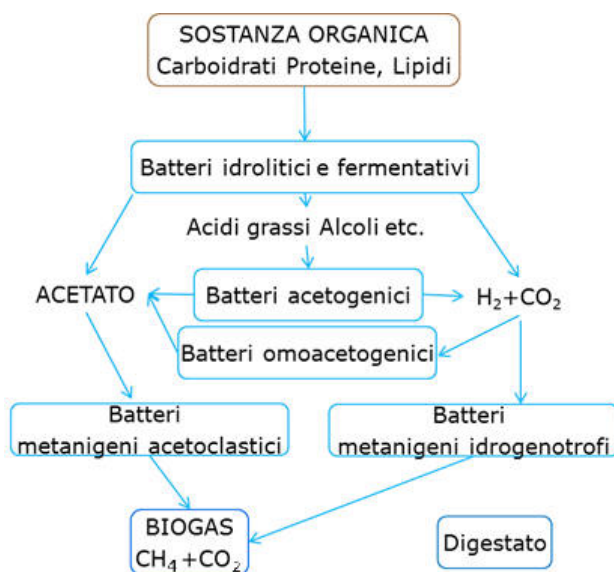 SOSTANZA ORGANICA
Carboidrati Proteine, Lipidi
Batteri idrolitici e fermentativi
Acidi grassi Alcoli etc.
ACETATO
Batteri acetogenici
H₂+CO₂
Batteri omoacetogenici
Batteri
metanigeni acetoclastici
Batteri
metanigeni idrogenotrofi
BIOGAS
CH₄+CO₂
Digestato